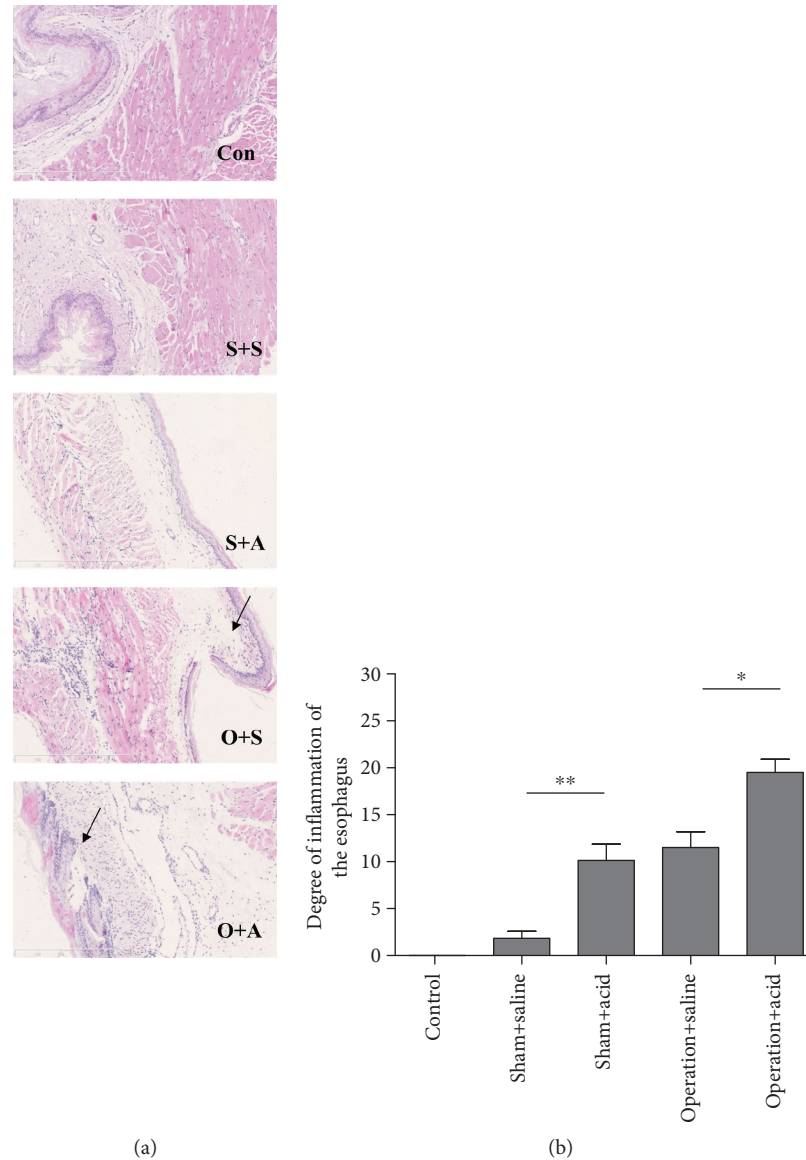 Con
S+S
S+A
O+S
O+A
(a)
Degree of inflammation of
the esophagus
30
25
20
15
10
5
0
**
*
Control
Sham+saline
Sham+acid
Operation+saline
Operation+acid
(b)